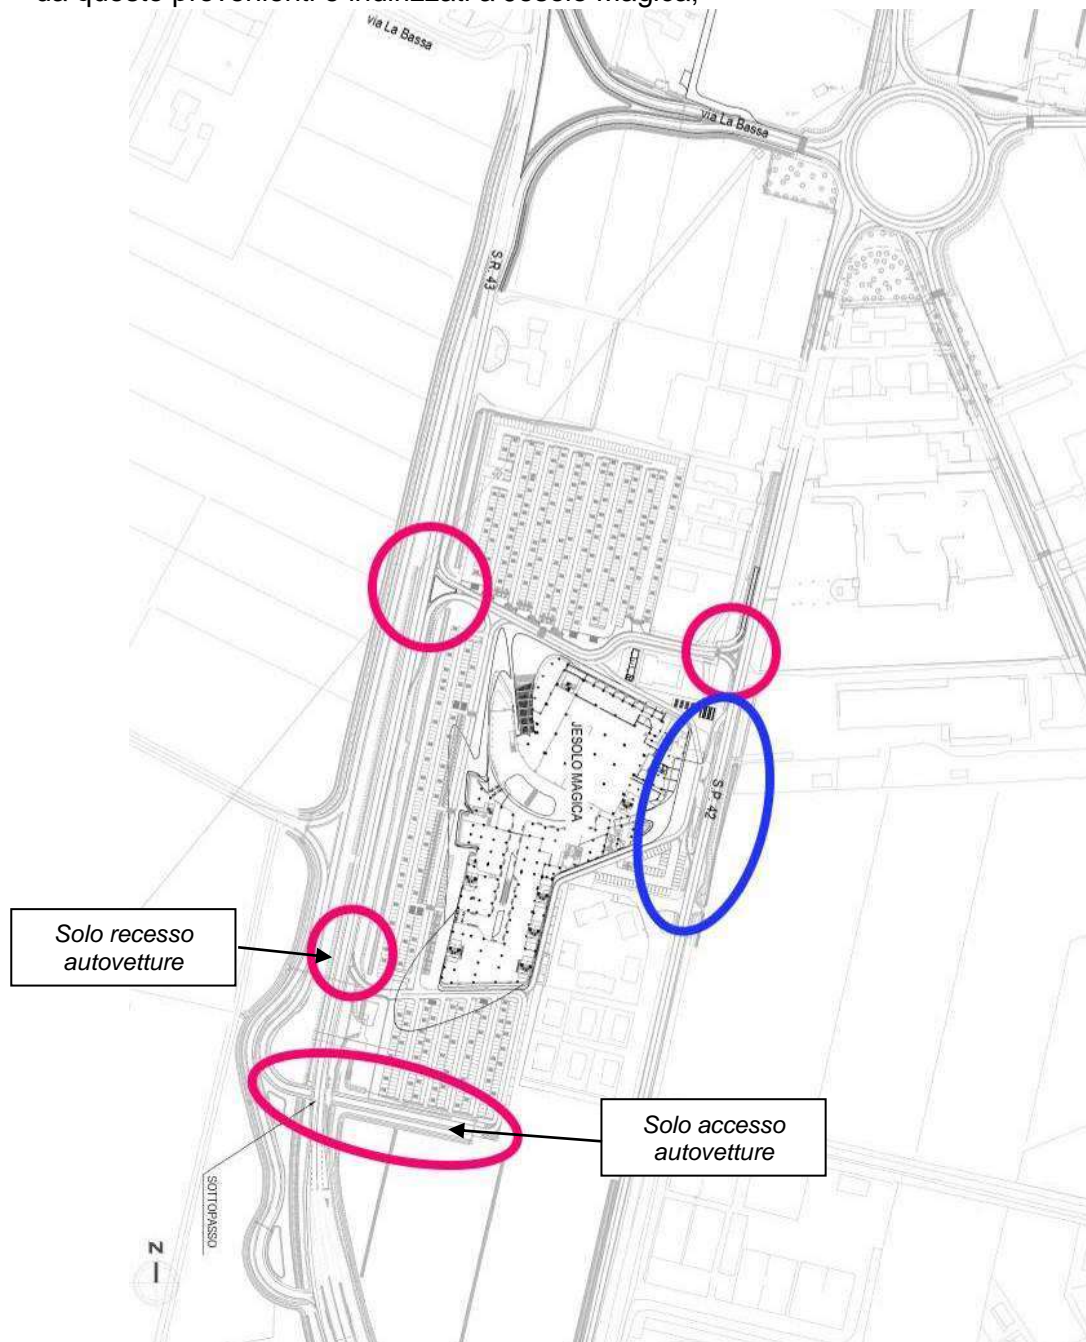 da queste provenienti o indirizzati a Jesolo Magica;
via La Bassa
via La Bassa
S.R. 43
JESOLO MAGICA
S.P. 42
Solo recesso
autovetture
Solo accesso
autovetture
SOTTOPASSO
N